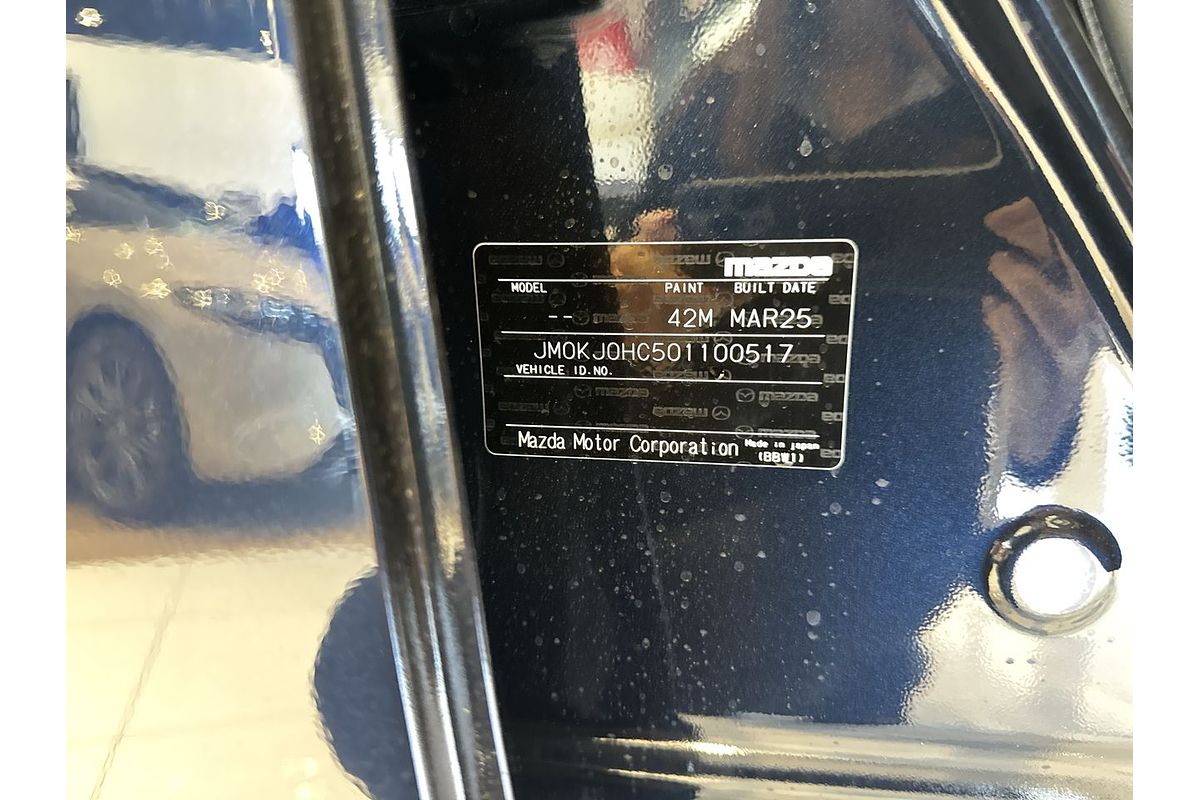 mazda
MODEL PAINT BUILT DATE
-- 42M MAR25
JM0KJ0HC501100517
VEHICLE ID.NO.
Mazda Motor Corporation Made in japan
(BBW1)